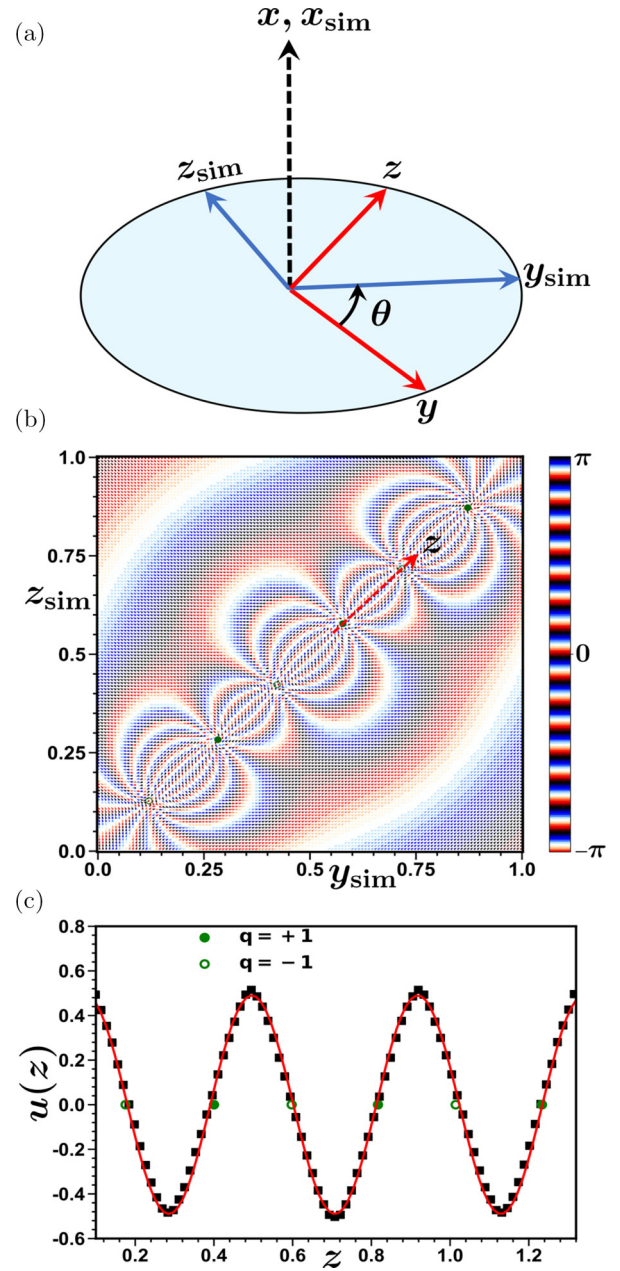 (a)
x, x_sim
z_sim
z
y_sim
θ
y
(b)
1.0
π
z
0.75
z_sim
0.5
0
0.25
0.0
−π
0.0 0.25 0.5 0.75 1.0
y_sim
(c)
0.8
q = +1
0.6
q = −1
0.4
0.2
u(z)
0.0
-0.2
-0.4
-0.6
0.2 0.4 0.6 0.8 1.0 1.2
z